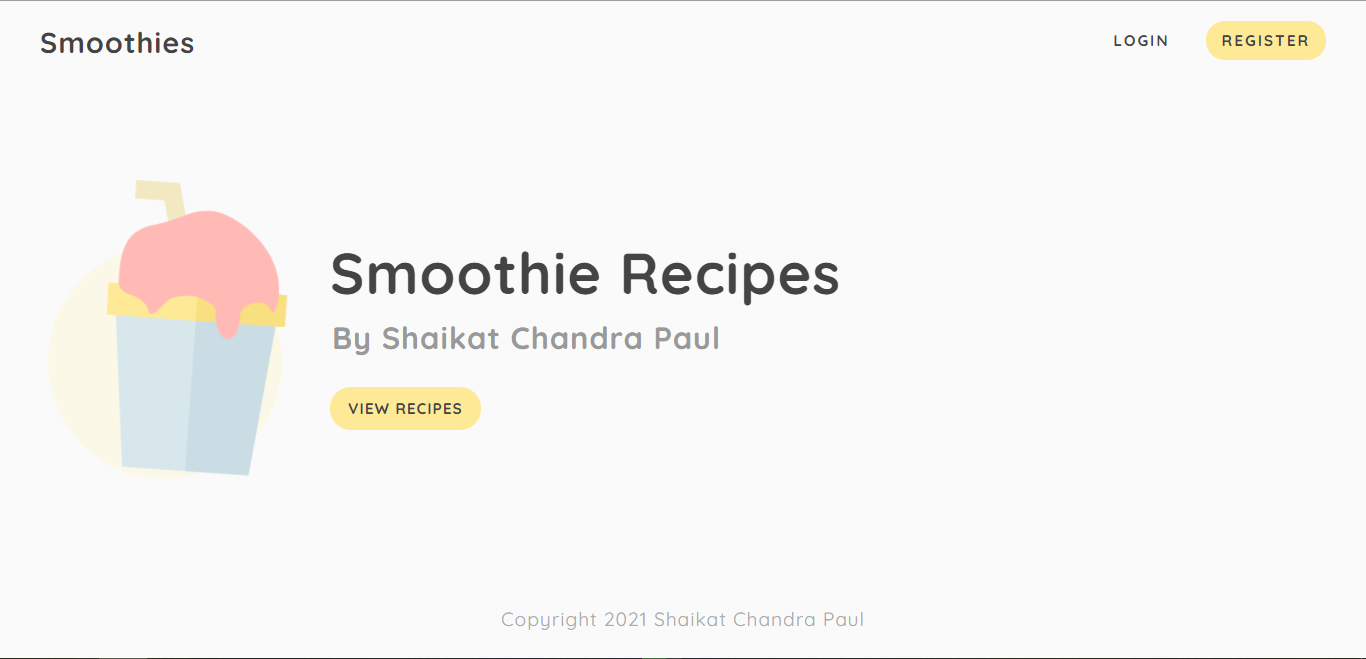 Smoothies
LOGIN
REGISTER
Smoothie Recipes
By Shaikat Chandra Paul
VIEW RECIPES
Copyright 2021 Shaikat Chandra Paul